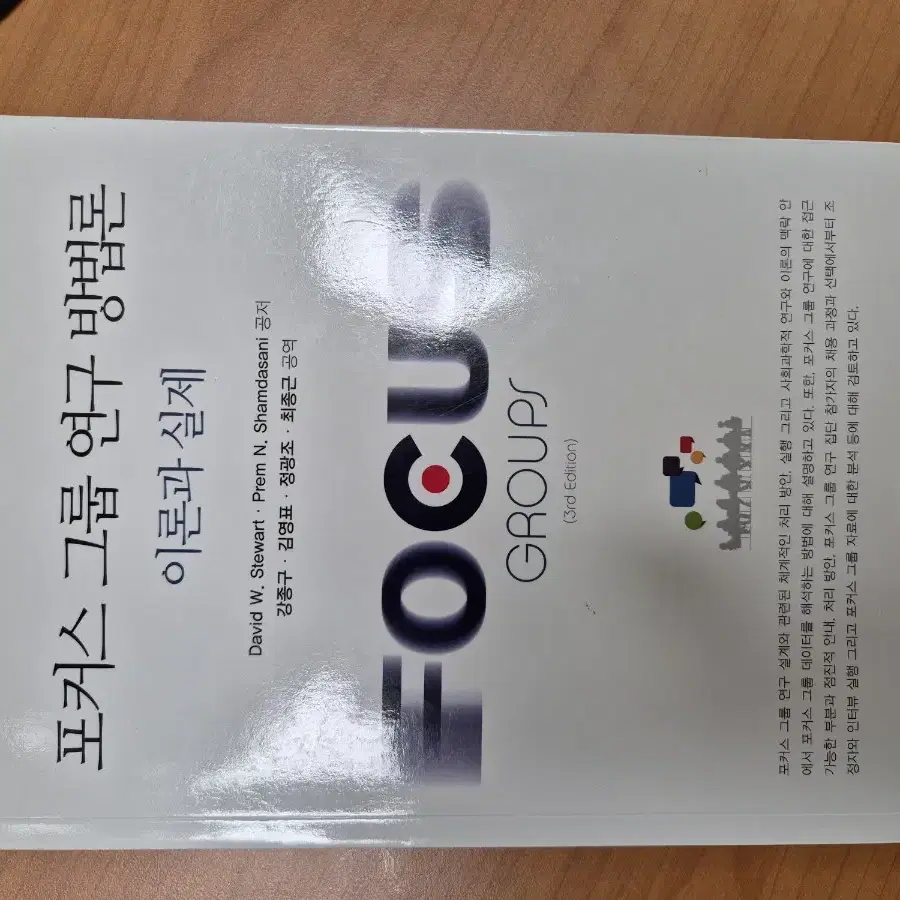 포커스 그룹 연구 방법론
이론과 실제
David W. Stewart · Prem N. Shamdasani 공저
강종구 · 김영표 · 정광조 · 최종근 공역
FOCUS
GROUPS
(3rd Edition)
포커스 그룹 연구 설계와 관련된 체계적인 처리 방안, 실행 그리고 사회과학적 연구와 이론의 맥락 안
에서 포커스 그룹 데이터를 해석하는 방법에 대해 설명하고 있다. 또한, 포커스 그룹 연구에 대한 접근
가능한 부분과 점진적 안내, 처리 방안, 포커스 그룹 연구 집단 참가자의 채용 과정과 선택에서부터 조
정자와 인터뷰 실행 그리고 포커스 그룹 자료에 대한 분석 등에 대해 검토하고 있다.